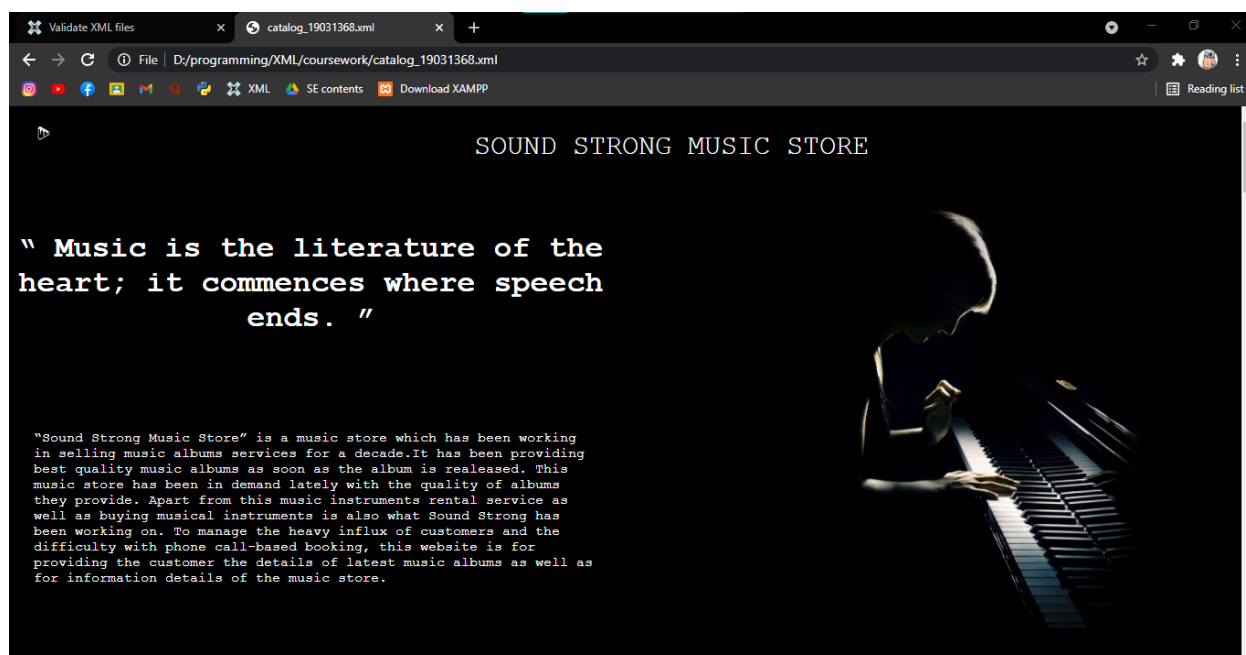 Validate XML files
catalog_19031368.xml
File D:/programming/XML/coursework/catalog_19031368.xml
XML SE contents Download XAMPP Reading list
SOUND STRONG MUSIC STORE
“ Music is the literature of the
heart; it commences where speech
ends. ”
“Sound Strong Music Store” is a music store which has been working
in selling music albums services for a decade.It has been providing
best quality music albums as soon as the album is realeased. This
music store has been in demand lately with the quality of albums
they provide. Apart from this music instruments rental service as
well as buying musical instruments is also what Sound Strong has
been working on. To manage the heavy influx of customers and the
difficulty with phone call-based booking, this website is for
providing the customer the details of latest music albums as well as
for information details of the music store.